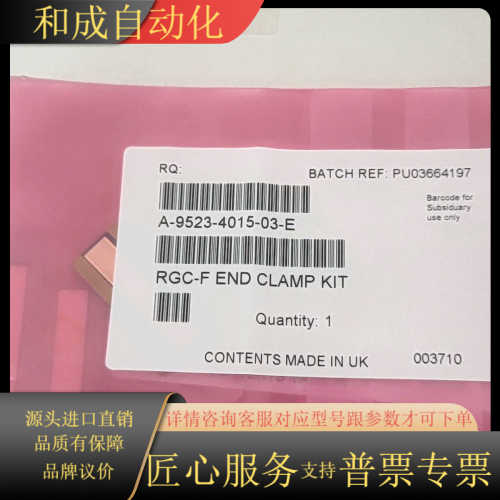 和成自动化
RQ:
BATCH REF: PU03664197
Barcode for
Subsiduary
use only
A-9523-4015-03-E
RGC-F END CLAMP KIT
Quantity: 1
CONTENTS MADE IN UK
003710
源头进口直销
品质有保障
品牌议价
详情咨询客服对应型号跟参数才可下单
匠心服务支持普票专票